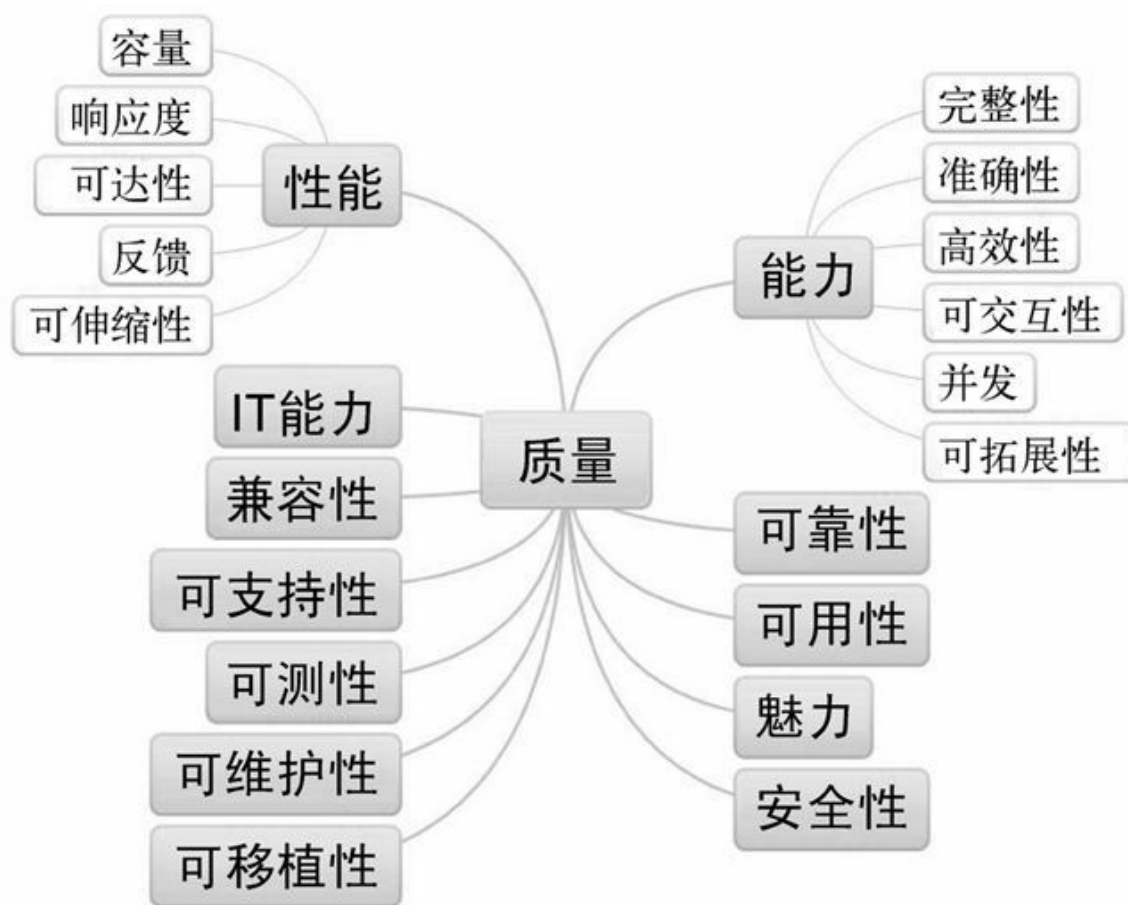 容量
响应度
可达性
反馈
可伸缩性
性能
完整性
准确性
高效性
可交互性
并发
可拓展性
能力
质量
IT能力
兼容性
可支持性
可测性
可维护性
可移植性
可靠性
可用性
魅力
安全性